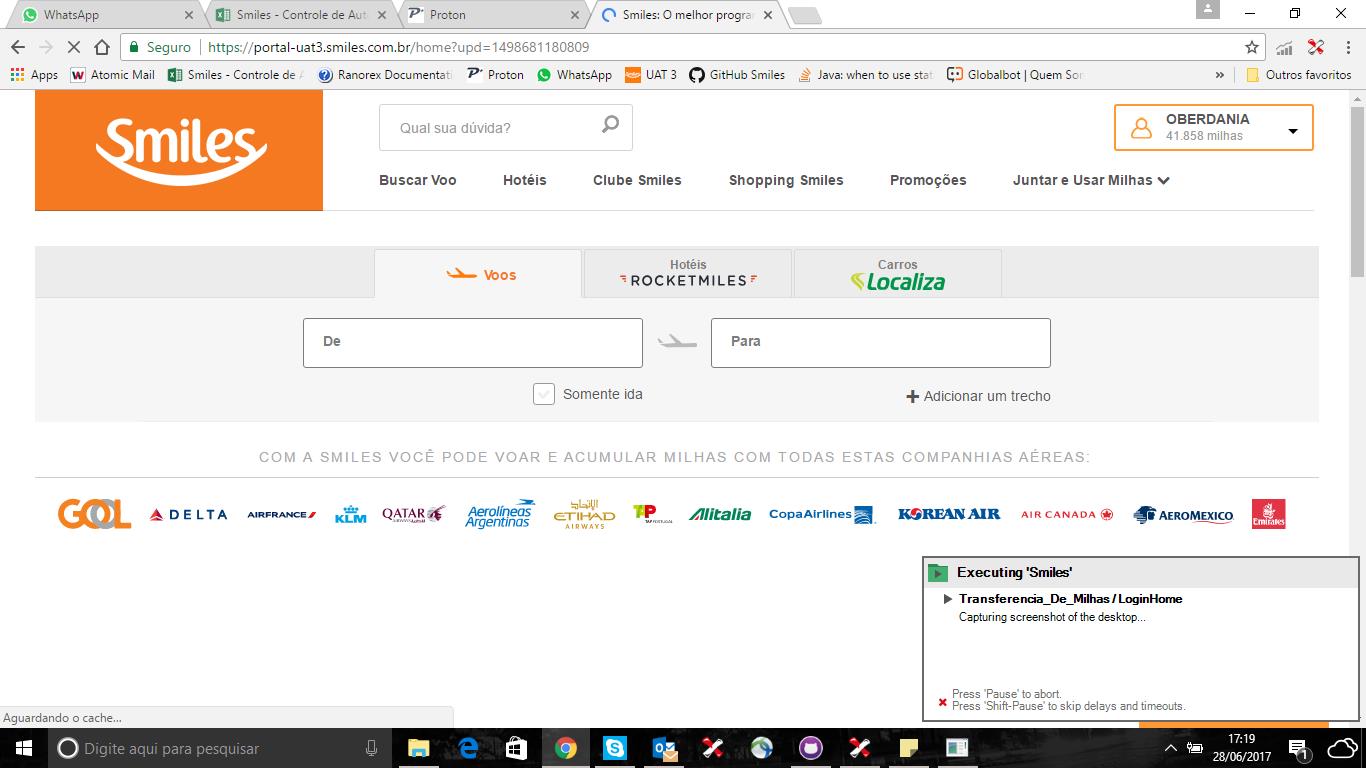 WhatsApp
Smiles - Controle de Aut
Proton
Smiles: O melhor progra
Seguro
https://portal-uat3.smiles.com.br/home?upd=1498681180809
Apps
Atomic Mail
Smiles - Controle de A
Ranorex Documentati
Proton
WhatsApp
UAT 3
GitHub Smiles
Java: when to use stat
Globalbot | Quem Som
»
Outros favoritos
Smiles
Qual sua dúvida?
OBERDANIA
41.858 milhas
Buscar Voo
Hotéis
Clube Smiles
Shopping Smiles
Promoções
Juntar e Usar Milhas
Voos
Hotéis
ROCKETMILES
Carros
Localiza
De
Para
Somente ida
+ Adicionar um trecho
COM A SMILES VOCÊ PODE VOAR E ACUMULAR MILHAS COM TODAS ESTAS COMPANHIAS AÉREAS:
GOL
DELTA
AIRFRANCE
KLM
QATAR
AIRWAYS
Aerolíneas
Argentinas
الإتحاد
ETIHAD
AIRWAYS
TAP
TAP PORTUGAL
Alitalia
CopaAirlines
KOREAN AIR
AIR CANADA
AEROMEXICO
Emirates
Executing 'Smiles'
Transferencia_De_Milhas / LoginHome
Capturing screenshot of the desktop...
Press 'Pause' to abort.
Press 'Shift-Pause' to skip delays and timeouts.
Aguardando o cache...
Digite aqui para pesquisar
17:19
28/06/2017
1